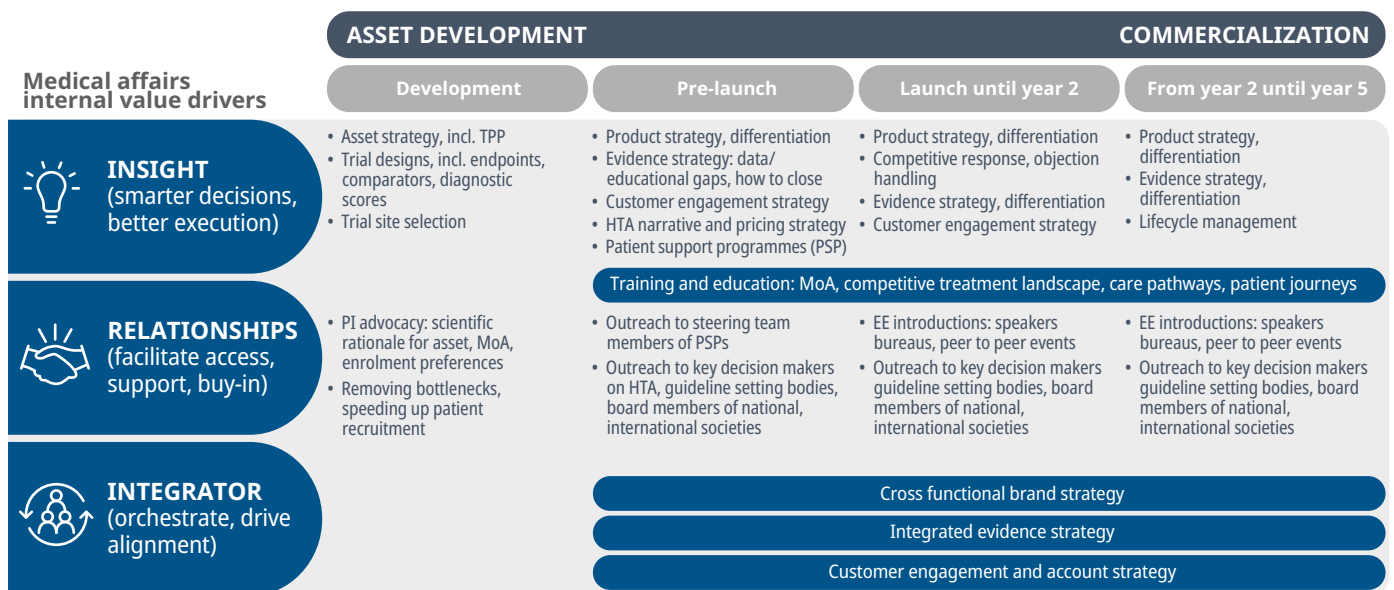 ASSET DEVELOPMENT
COMMERCIALIZATION
Medical affairs
internal value drivers
Development
Pre-launch
Launch until year 2
From year 2 until year 5
INSIGHT
(smarter decisions,
better execution)
• Asset strategy, incl. TPP
• Trial designs, incl. endpoints,
comparators, diagnostic
scores
• Trial site selection
• Product strategy, differentiation
• Evidence strategy: data/
educational gaps, how to close
• Customer engagement strategy
• HTA narrative and pricing strategy
• Patient support programmes (PSP)
• Product strategy, differentiation
• Competitive response, objection
handling
• Evidence strategy, differentiation
• Customer engagement strategy
• Product strategy,
differentiation
• Evidence strategy,
differentiation
• Lifecycle management
Training and education: MoA, competitive treatment landscape, care pathways, patient journeys
RELATIONSHIPS
(facilitate access,
support, buy-in)
• PI advocacy: scientific
rationale for asset, MoA,
enrolment preferences
• Removing bottlenecks,
speeding up patient
recruitment
• Outreach to steering team
members of PSPs
• Outreach to key decision makers
on HTA, guideline setting bodies,
board members of national,
international societies
• EE introductions: speakers
bureaus, peer to peer events
• Outreach to key decision makers
guideline setting bodies, board
members of national,
international societies
• EE introductions: speakers
bureaus, peer to peer events
• Outreach to key decision makers
guideline setting bodies, board
members of national,
international societies
INTEGRATOR
(orchestrate, drive
alignment)
Cross functional brand strategy
Integrated evidence strategy
Customer engagement and account strategy